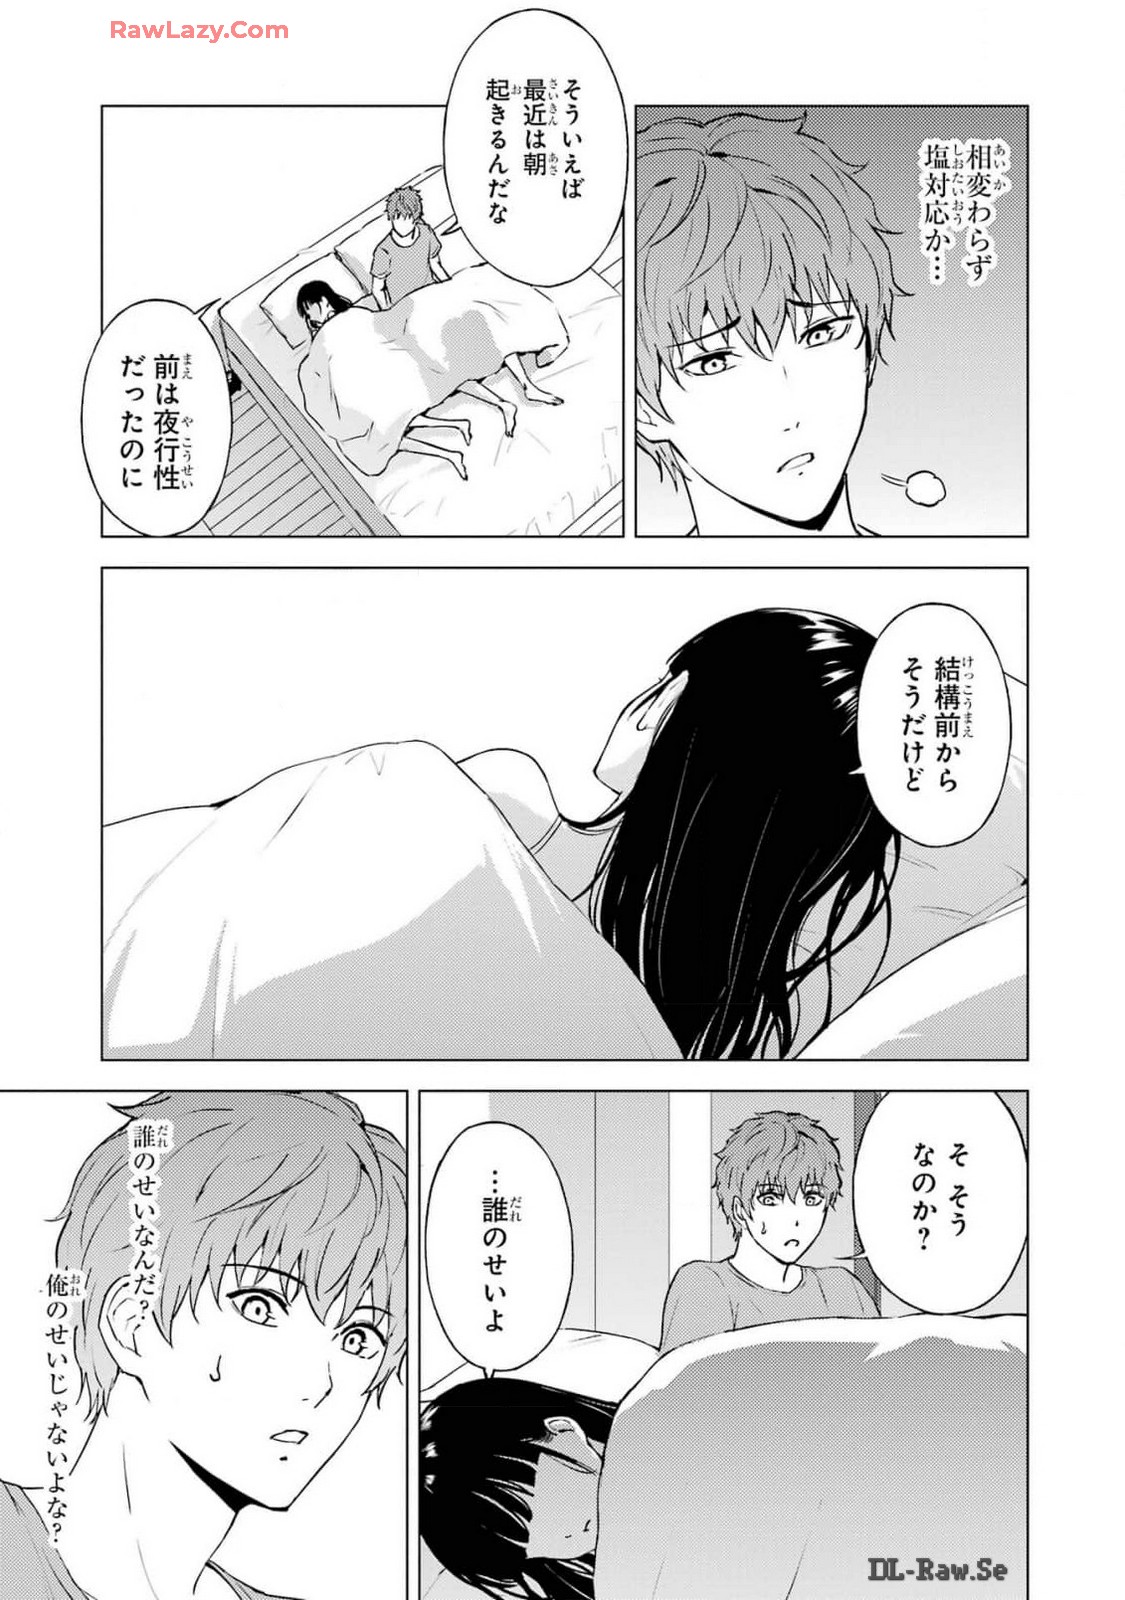 RawLazy.Com
相変わらず
塩対応か…
そういえば
最近は朝
起きるんだな
前は夜行性
だったのに
結構前から
そうだけど
そ そう
なのか?
…誰のせいよ
誰のせいなんだ?
俺のせいじゃないよな?
DL-Raw.Se